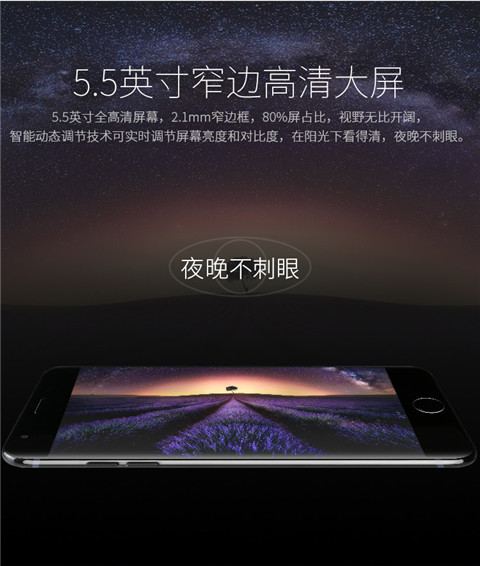 5.5英寸窄边高清大屏
5.5英寸全高清屏幕，2.1mm窄边框，80%屏占比，视野无比开阔，
智能动态调节技术可实时调节屏幕亮度和对比度，在阳光下看得清，夜晚不刺眼。
夜晚不刺眼